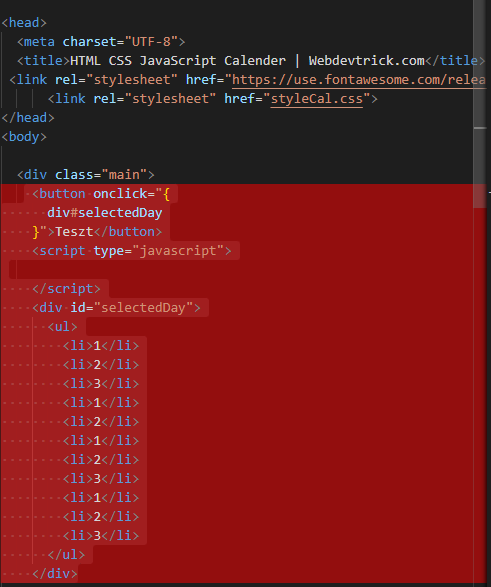 <head>
<meta charset="UTF-8">
<title>HTML CSS JavaScript Calender | Webdevtrick.com</title>
<link rel="stylesheet" href="https://use.fontawesome.com/relea
<link rel="stylesheet" href="styleCal.css">
</head>
<body>
<div class="main">
<button onclick="{
div#selectedDay
}">Teszt</button>
<script type="javascript">
</script>
<div id="selectedDay">
<ul>
<li>1</li>
<li>2</li>
<li>3</li>
<li>1</li>
<li>2</li>
<li>1</li>
<li>2</li>
<li>3</li>
<li>1</li>
<li>2</li>
<li>3</li>
</ul>
</div>